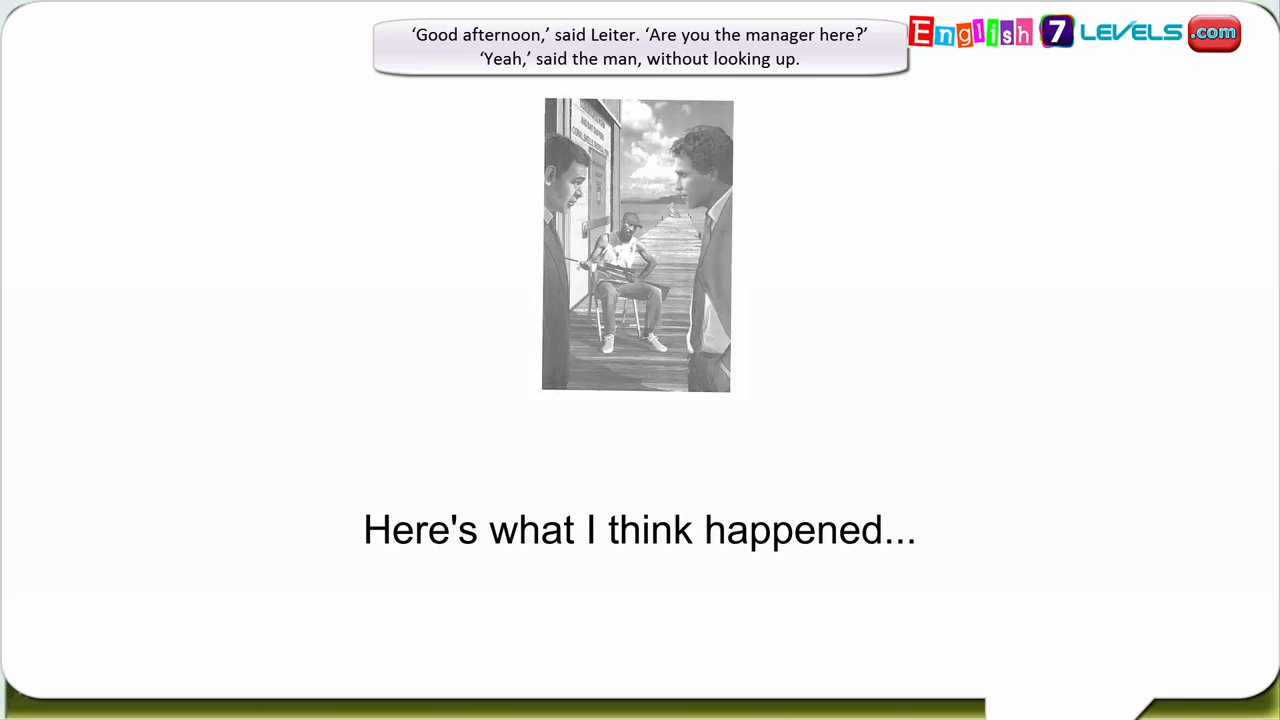 ‘Good afternoon,’ said Leiter. ‘Are you the manager here?’
‘Yeah,’ said the man, without looking up.
English 7 LEVELS .com
Here's what I think happened...